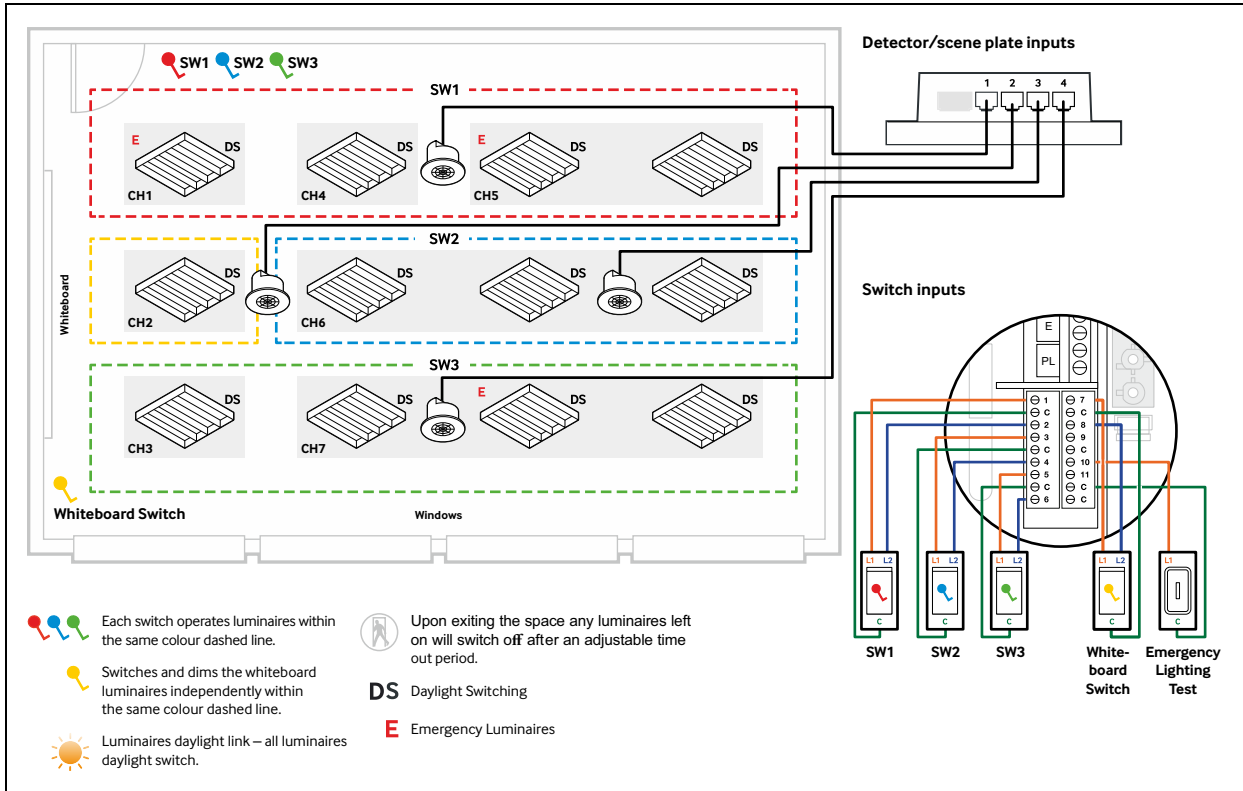 SW1 SW2 SW3
SW1
E DS DS E DS DS
CH1 CH4 CH5
SW2
DS DS DS DS
CH2 CH6
Whiteboard
SW3
DS DS E DS DS
CH3 CH7
Whiteboard Switch
Windows
Detector/scene plate inputs
1 2 3 4
Switch inputs
E
PL
1 7
C C
2 8
3 9
C C
4 10
5 11
C C
6 C
L1 L2 L1 L2 L1 L2 L1 L2 L1
C C C C C
SW1 SW2 SW3 White-
board
Switch
Emergency
Lighting
Test
Each switch operates luminaires within
the same colour dashed line.
Switches and dims the whiteboard
luminaires independently within
the same colour dashed line.
Luminaires daylight link – all luminaires
daylight switch.
Upon exiting the space any luminaires left
on will switch off after an adjustable time
out period.
DS Daylight Switching
E Emergency Luminaires